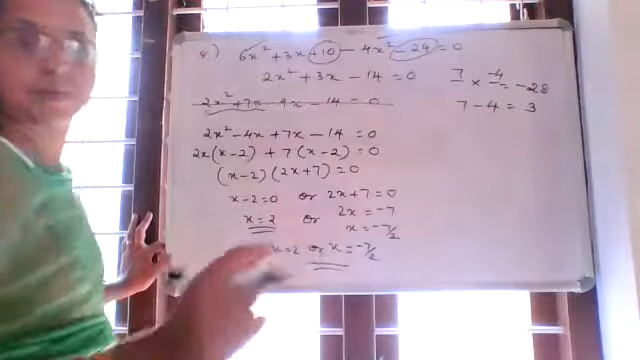 8.) 6x² + 3x + 10 - 4x² - 24 = 0
2x² + 3x - 14 = 0
7 × -4 = -28
7 - 4 = 3
2x² + 7x - 4x - 14 = 0
2x² - 4x + 7x - 14 = 0
2x(x-2) + 7(x-2) = 0
(x-2)(2x+7) = 0
x-2=0 or 2x+7=0
x=2 or 2x = -7
x = -7/2
x=2 or x = -7/2